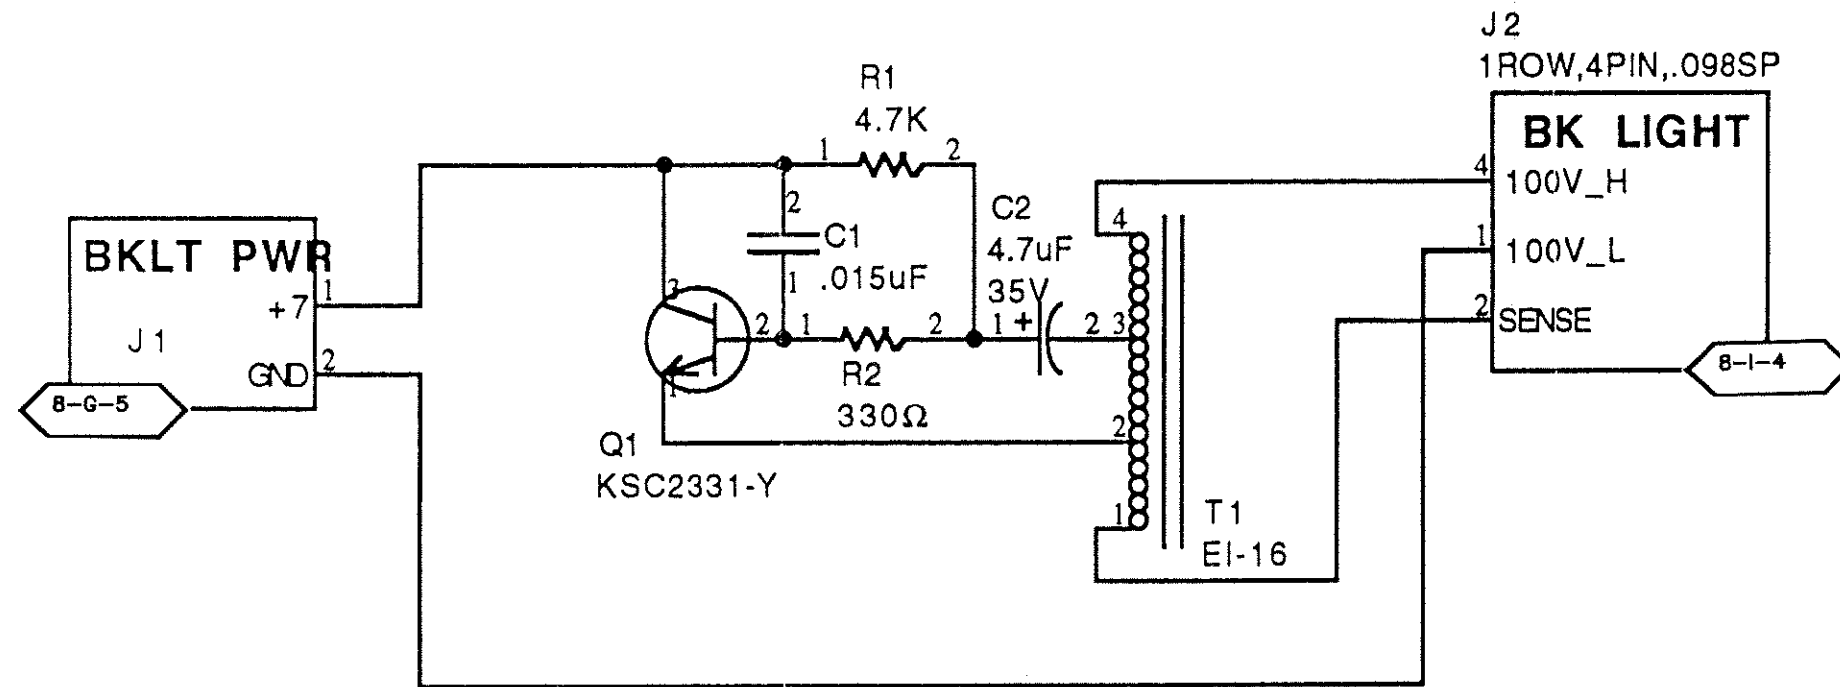 J2
1ROW,4PIN,.098SP
R1
4.7K
BK LIGHT
1 2
4 100V_H
2
C2
4
BKLT PWR
C1
4.7uF
1 100V_L
1
.015uF
35V
+7 1
3
2 SENSE
J1
2 1 2 1 + 2 3
GND 2
R2
8-I-4
8-G-5
1
330Ω
2
Q1
KSC2331-Y
1
T1
EI-16